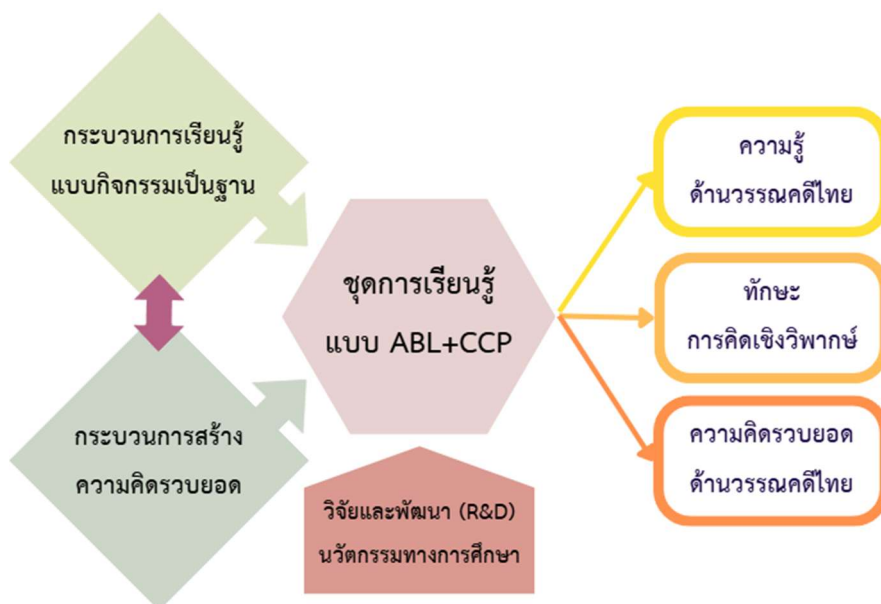 กระบวนการเรียนรู้
แบบกิจกรรมเป็นฐาน
กระบวนการสร้าง
ความคิดรวบยอด
ชุดการเรียนรู้
แบบ ABL+CCP
วิจัยและพัฒนา (R&D)
นวัตกรรมทางการศึกษา
ความรู้
ด้านวรรณคดีไทย
ทักษะ
การคิดเชิงวิพากษ์
ความคิดรวบยอด
ด้านวรรณคดีไทย